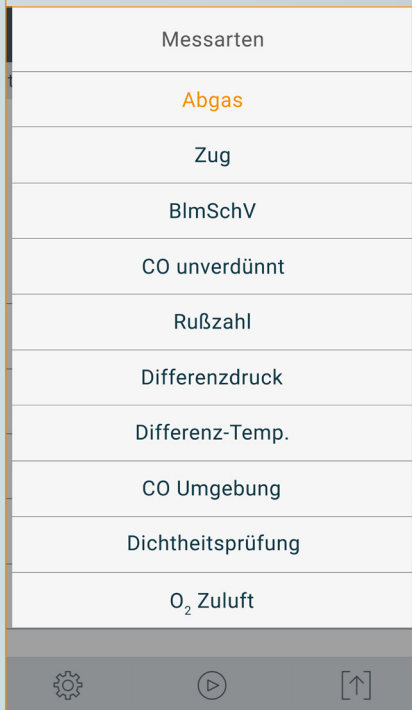 Messarten
Abgas
Zug
BImSchV
CO unverdünnt
Rußzahl
Differenzdruck
Differenz-Temp.
CO Umgebung
Dichtheitsprüfung
O₂ Zuluft